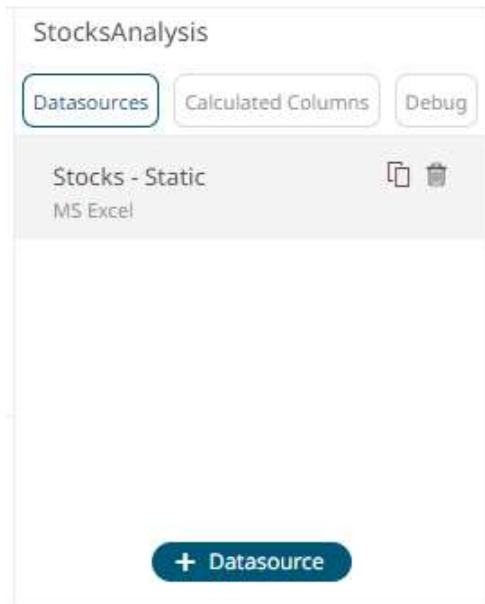 StocksAnalysis
Datasources Calculated Columns Debug
Stocks - Static
MS Excel
+ Datasource